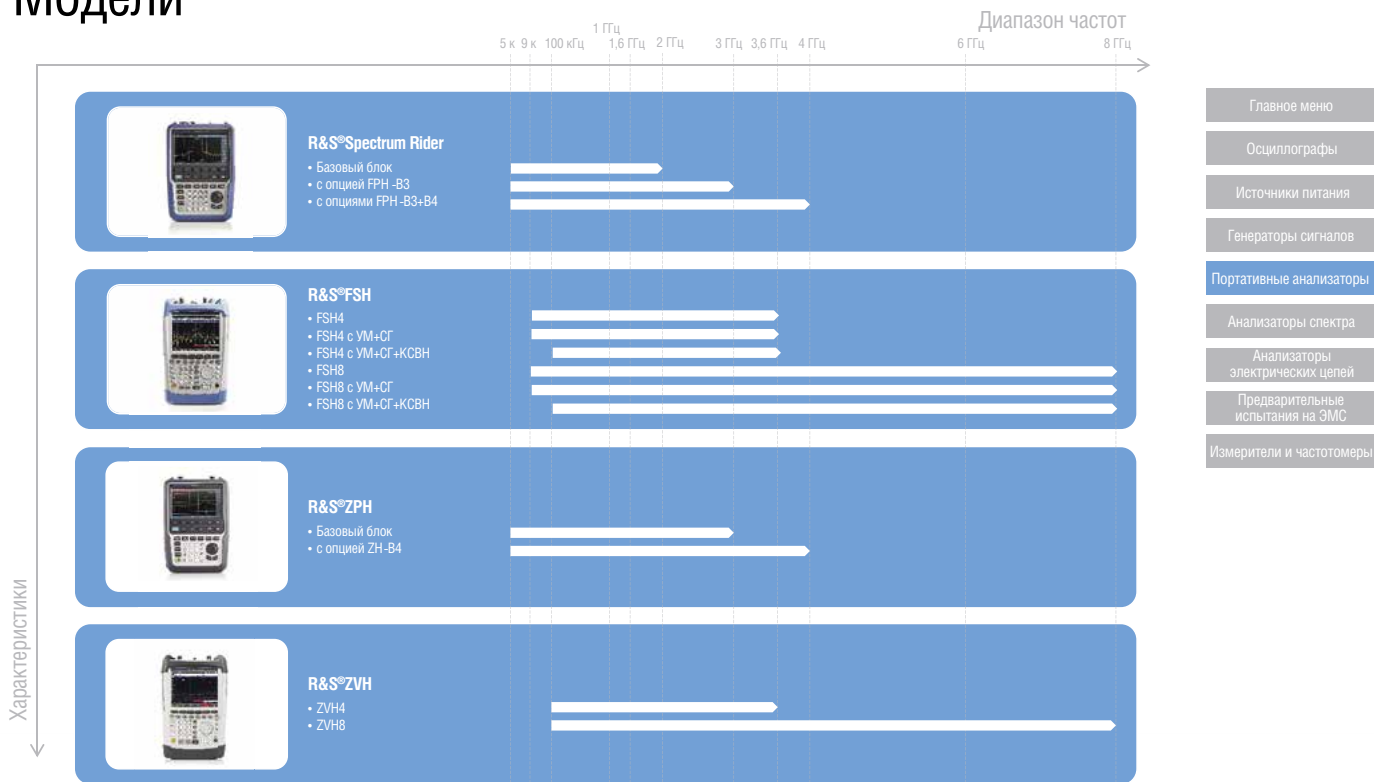 Модели
Диапазон частот
1 ГГц
5 к 9 к 100 кГц 1,6 ГГц 2 ГГц 3 ГГц 3,6 ГГц 4 ГГц 6 ГГц 8 ГГц
R&S®Spectrum Rider
• Базовый блок
• с опцией FPH -B3
• с опциями FPH -B3+B4
R&S®FSH
• FSH4
• FSH4 с УМ+СГ
• FSH4 с УМ+СГ+КСВН
• FSH8
• FSH8 с УМ+СГ
• FSH8 с УМ+СГ+КСВН
R&S®ZPH
• Базовый блок
• с опцией ZH-B4
R&S®ZVH
• ZVH4
• ZVH8
Характеристики
Главное меню
Осциллографы
Источники питания
Генераторы сигналов
Портативные анализаторы
Анализаторы спектра
Анализаторы
электрических цепей
Предварительные
испытания на ЭМС
Измерители и частотомеры